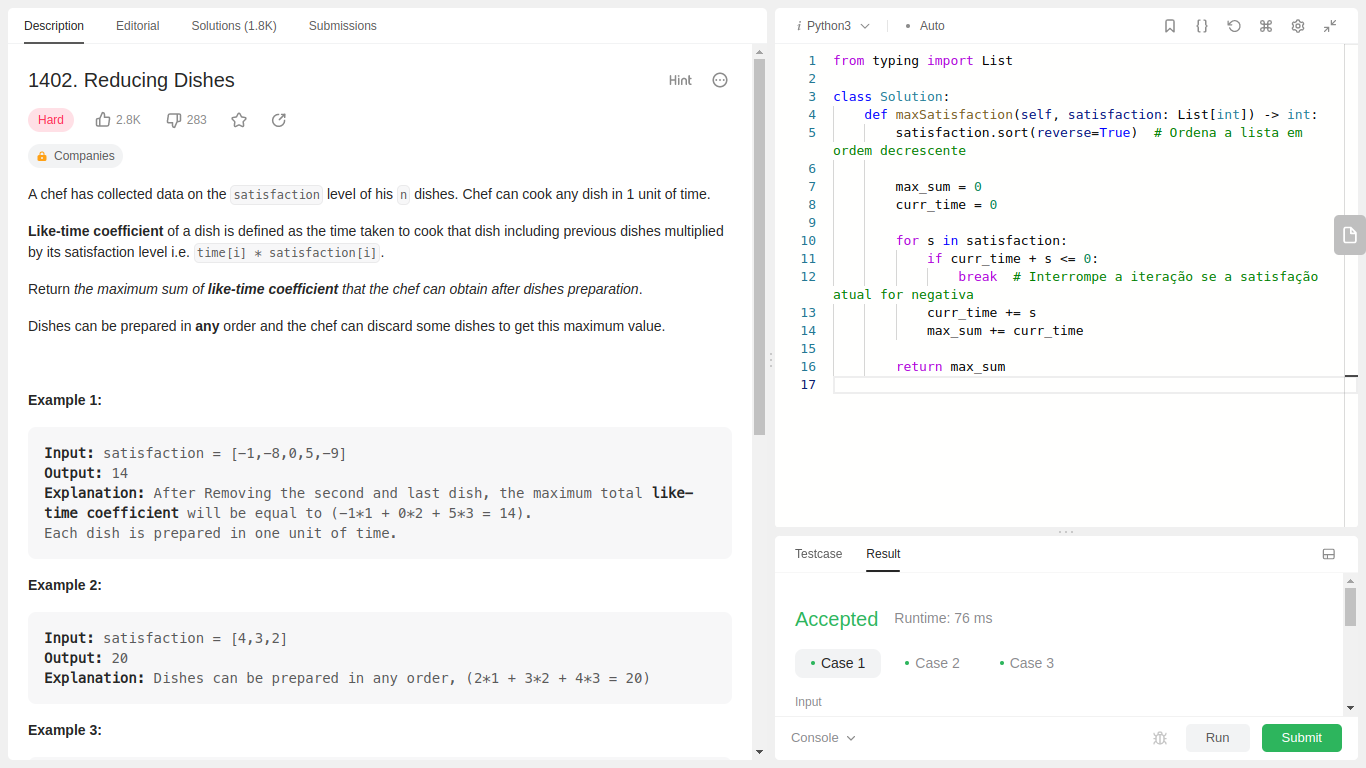 Description Editorial Solutions (1.8K) Submissions
1402. Reducing Dishes Hint
Hard 2.8K 283
Companies
A chef has collected data on the satisfaction level of his n dishes. Chef can cook any dish in 1 unit of time.
Like-time coefficient of a dish is defined as the time taken to cook that dish including previous dishes multiplied
by its satisfaction level i.e. time[i] * satisfaction[i].
Return the maximum sum of like-time coefficient that the chef can obtain after dishes preparation.
Dishes can be prepared in any order and the chef can discard some dishes to get this maximum value.
Example 1:
Input: satisfaction = [-1,-8,0,5,-9]
Output: 14
Explanation: After Removing the second and last dish, the maximum total like-
time coefficient will be equal to (-1*1 + 0*2 + 5*3 = 14).
Each dish is prepared in one unit of time.
Example 2:
Input: satisfaction = [4,3,2]
Output: 20
Explanation: Dishes can be prepared in any order, (2*1 + 3*2 + 4*3 = 20)
Example 3:
i Python3 • Auto
1 from typing import List
2
3 class Solution:
4 def maxSatisfaction(self, satisfaction: List[int]) -> int:
5 satisfaction.sort(reverse=True) # Ordena a lista em
ordem decrescente
6
7 max_sum = 0
8 curr_time = 0
9
10 for s in satisfaction:
11 if curr_time + s <= 0:
12 break # Interrompe a iteração se a satisfação
atual for negativa
13 curr_time += s
14 max_sum += curr_time
15
16 return max_sum
17
Testcase Result
Accepted Runtime: 76 ms
• Case 1 • Case 2 • Case 3
Input
Console Run Submit